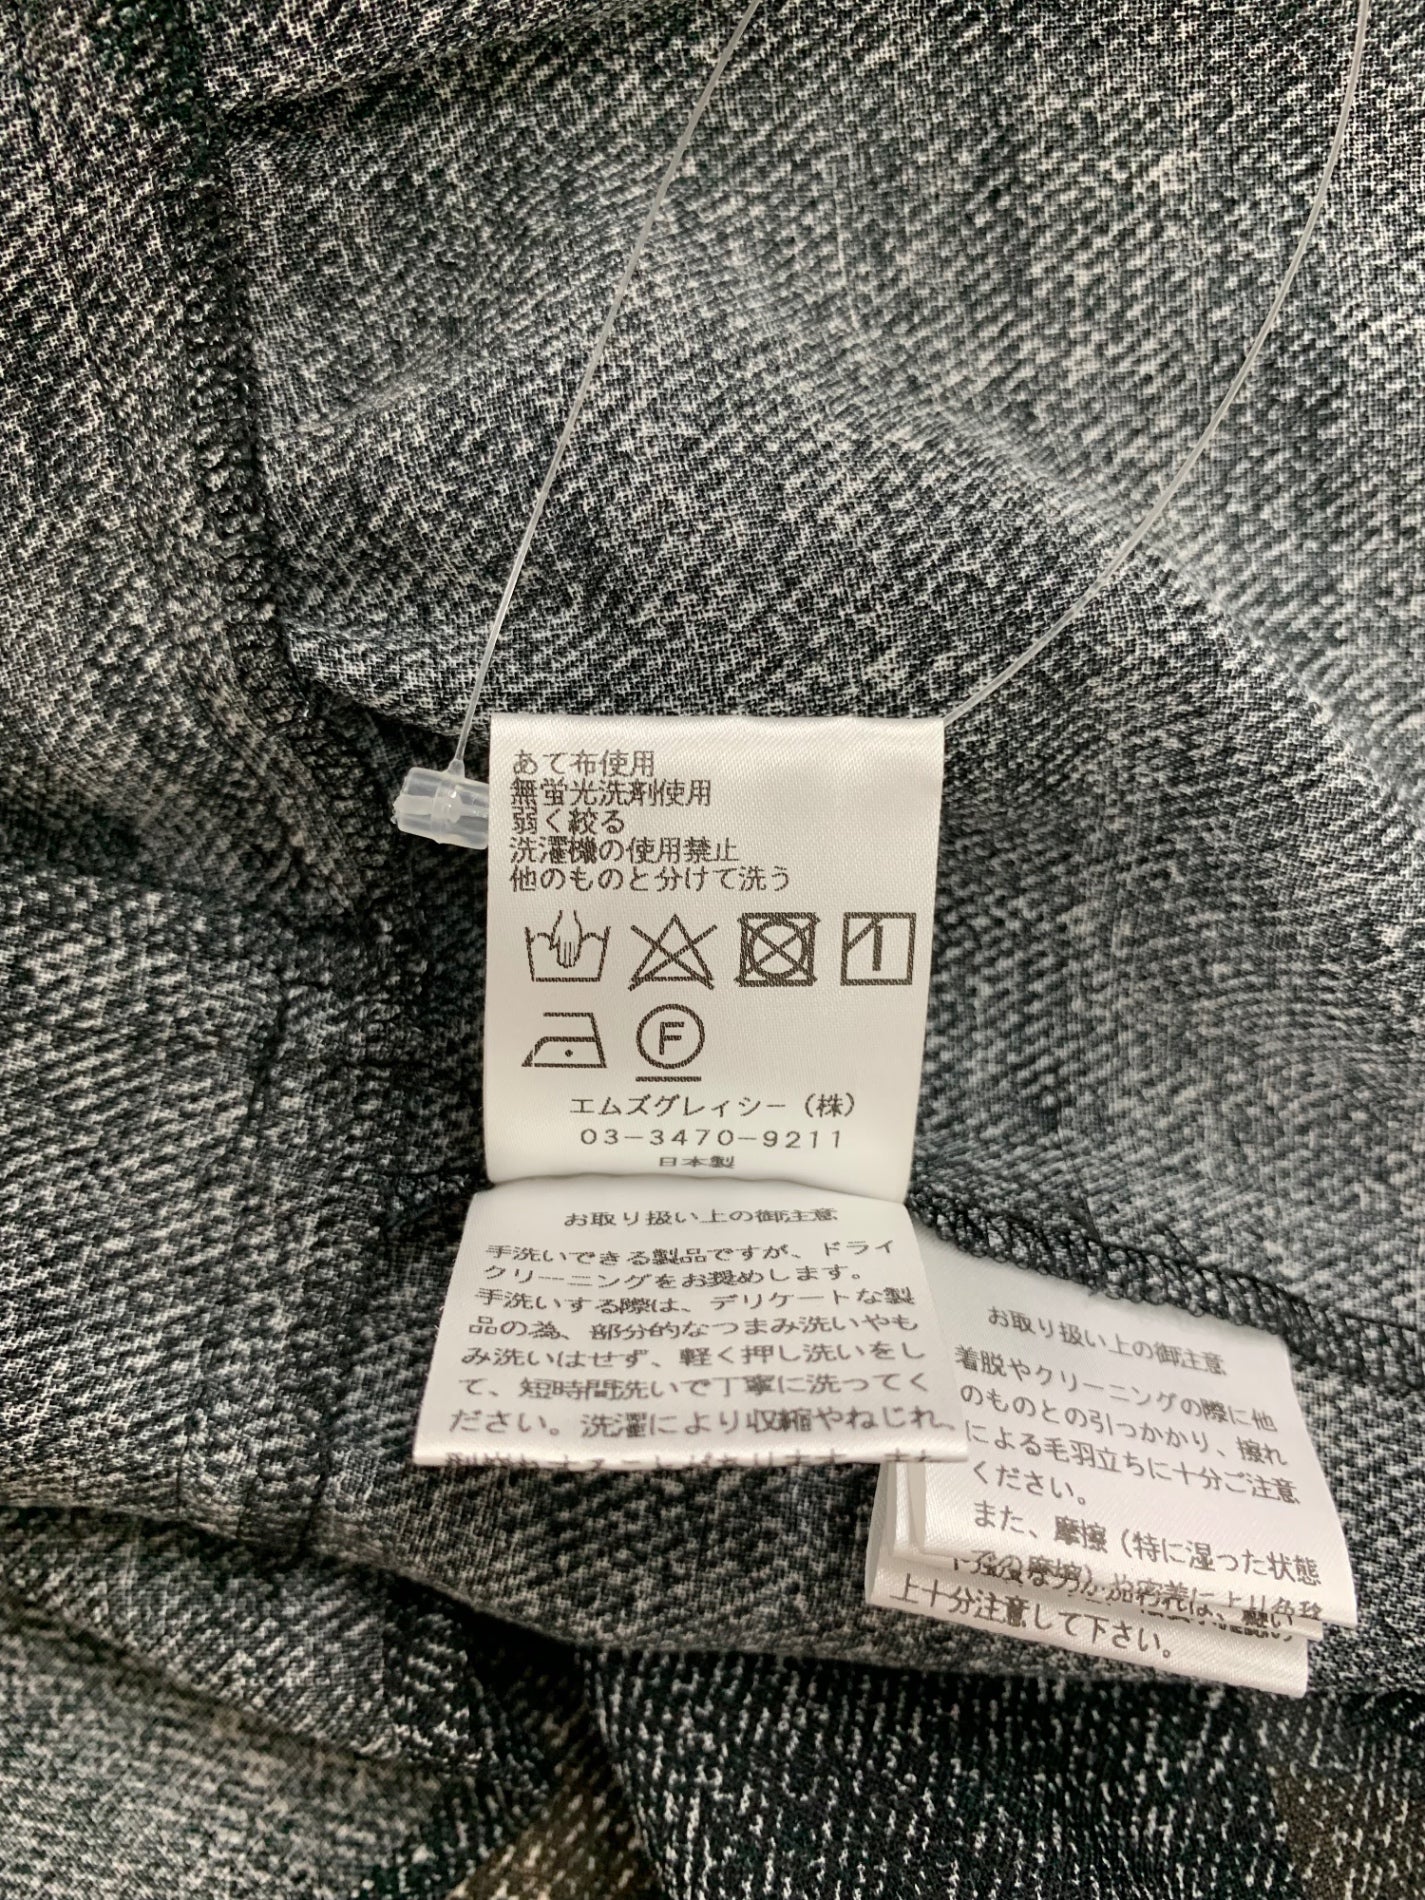 あて布使用
無蛍光洗剤使用
弱く絞る
洗濯機の使用禁止
他のものと分けて洗う
F
エムズグレィシー(株)
03-3470-9211
日本製
お取り扱い上の御注意
手洗いできる製品ですが、ドライ
クリーニングをお奨めします。
手洗いする際は、デリケートな製
品の為、部分的なつまみ洗いやも
み洗いはせず、軽く押し洗いをし
て、短時間洗いで丁寧に洗ってく
ださい。洗濯により収縮やねじれ、
お取り扱い上の御注意
着脱やクリーニングの際に他
のものとの引つかかり、擦れ
による毛羽立ちに十分ご注意
ください。
また、摩擦(特に湿った状態
上十分注意して下さい。